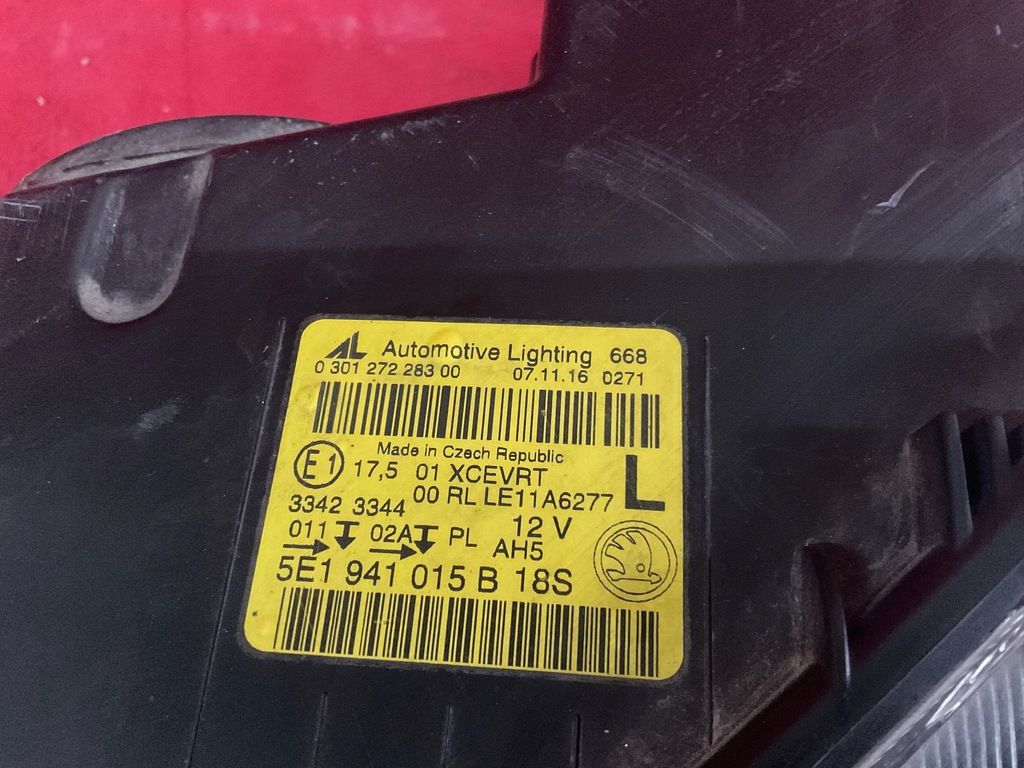 AL Automotive Lighting 668
0 301 272 283 00 07.11.16 0271
Made in Czech Republic
E1 17,5 01 XCEVRT L
00 RL LE11A6277
3342 3344
011 02A PL 12 V
AH5
5E1 941 015 B 18S